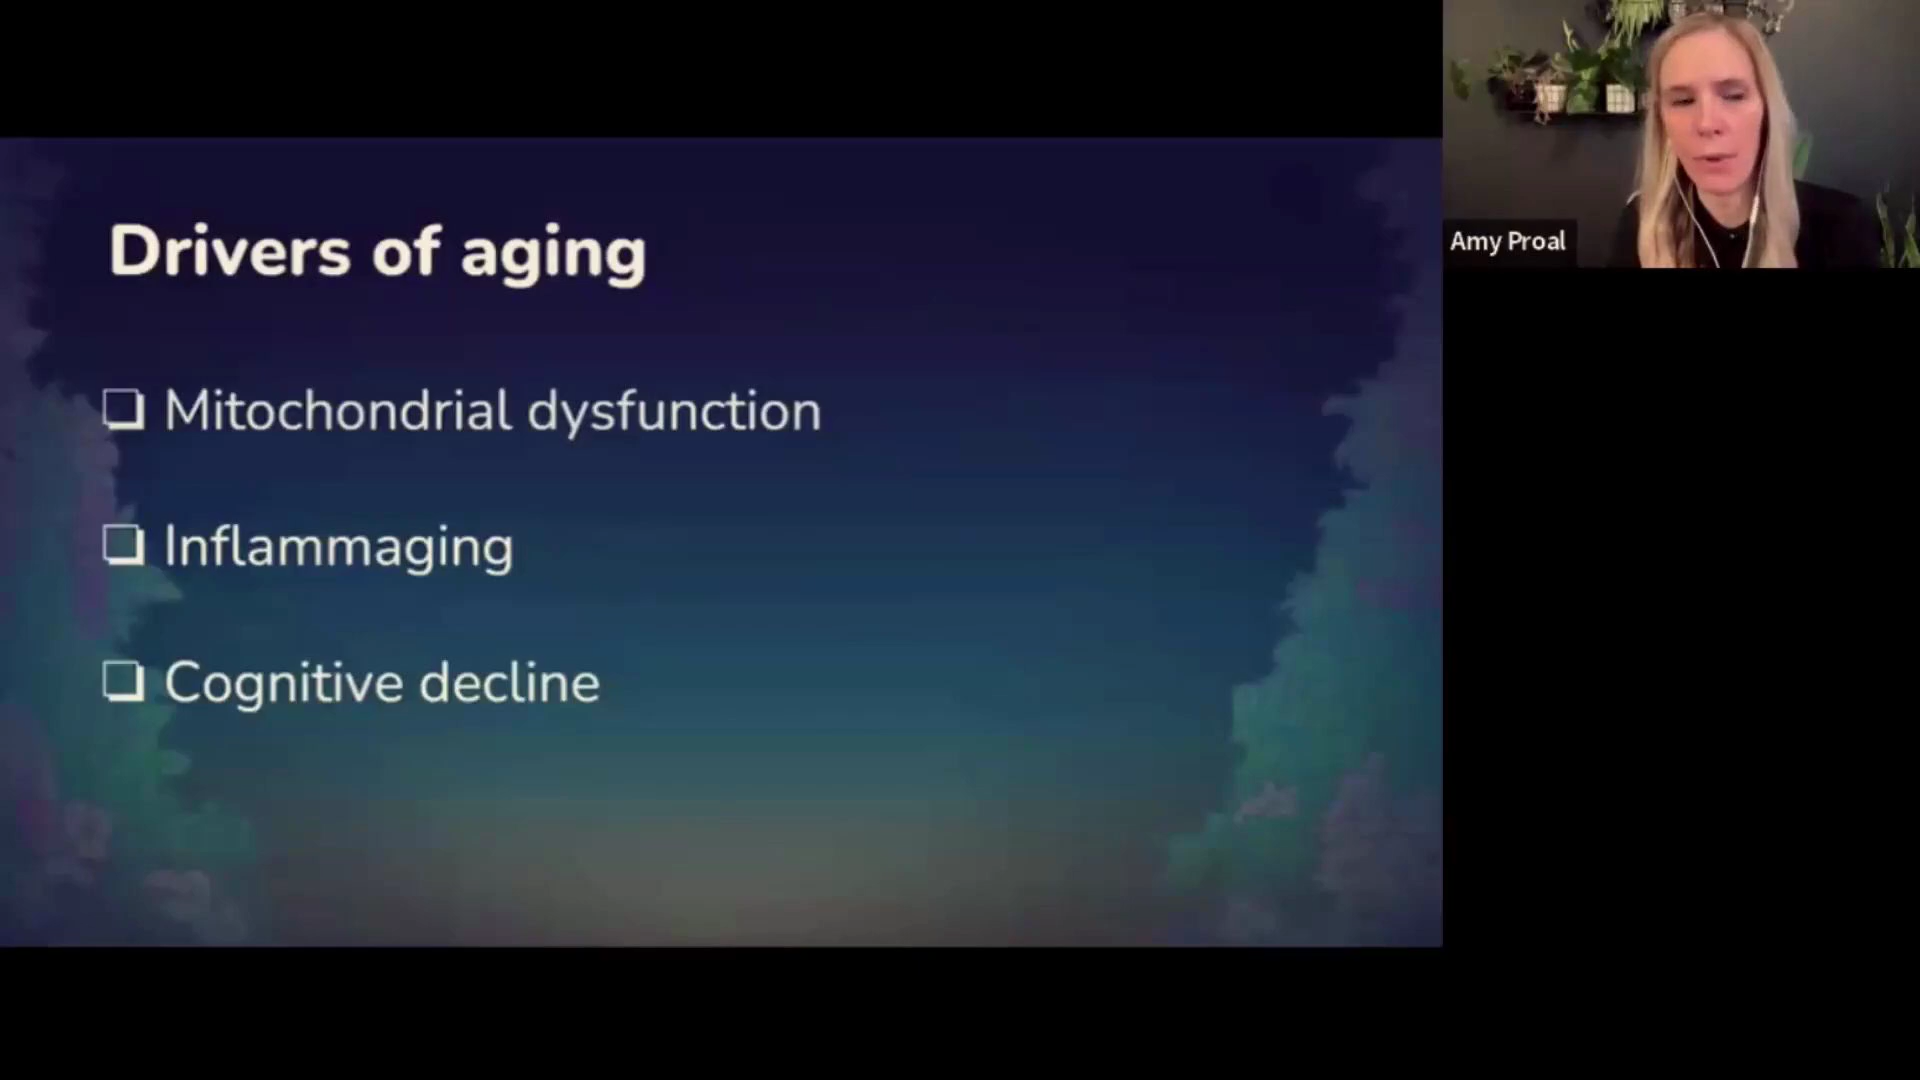 Drivers of aging
❏ Mitochondrial dysfunction
❏ Inflammaging
❏ Cognitive decline
Amy Proal